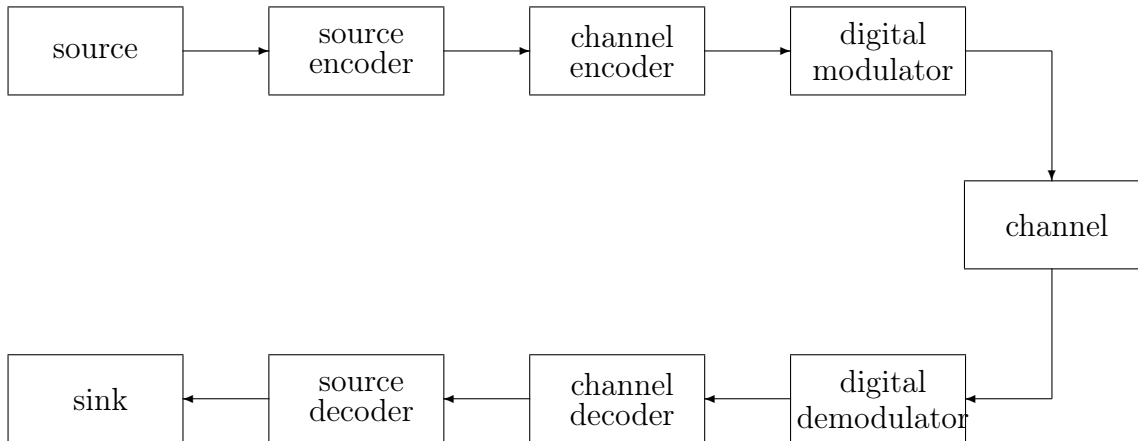 source
source
encoder
channel
encoder
digital
modulator
channel
sink
source
decoder
channel
decoder
digital
demodulator